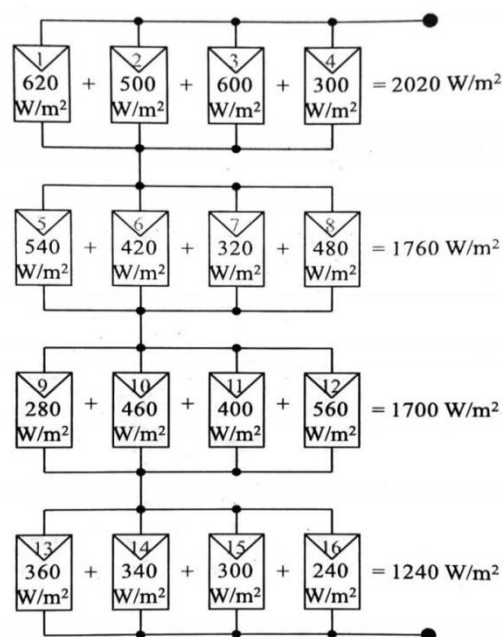 1 2 3 4
620 + 500 + 600 + 300 = 2020 W/m²
W/m² W/m² W/m² W/m²
5 6 7 8
540 + 420 + 320 + 480 = 1760 W/m²
W/m² W/m² W/m² W/m²
9 10 11 12
280 + 460 + 400 + 560 = 1700 W/m²
W/m² W/m² W/m² W/m²
13 14 15 16
360 + 340 + 300 + 240 = 1240 W/m²
W/m² W/m² W/m² W/m²